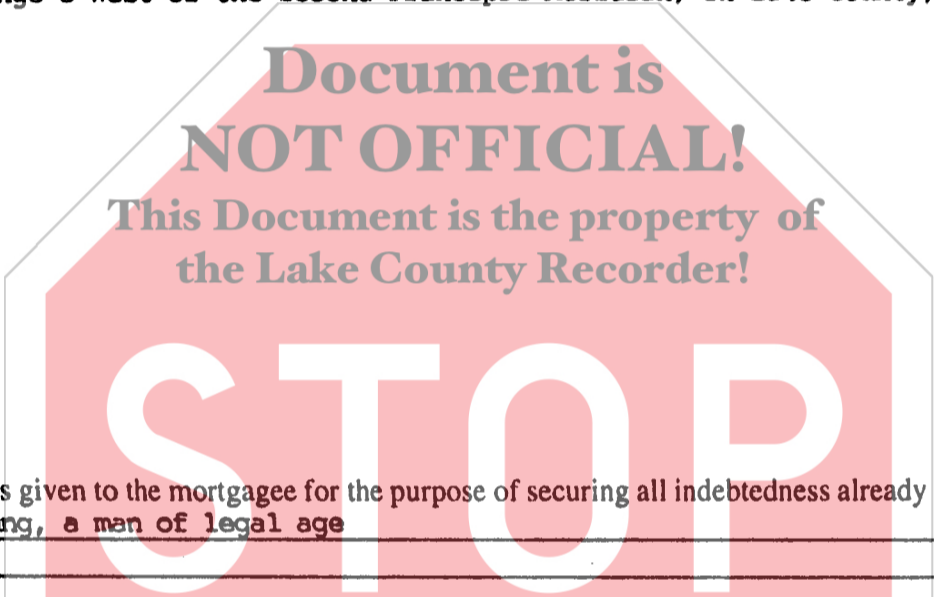 Document is
NOT OFFICIAL!
This Document is the property of
the Lake County Recorder!
STOP
s given to the mortgagee for the purpose of securing all indebtedness already
ng, a man of legal age